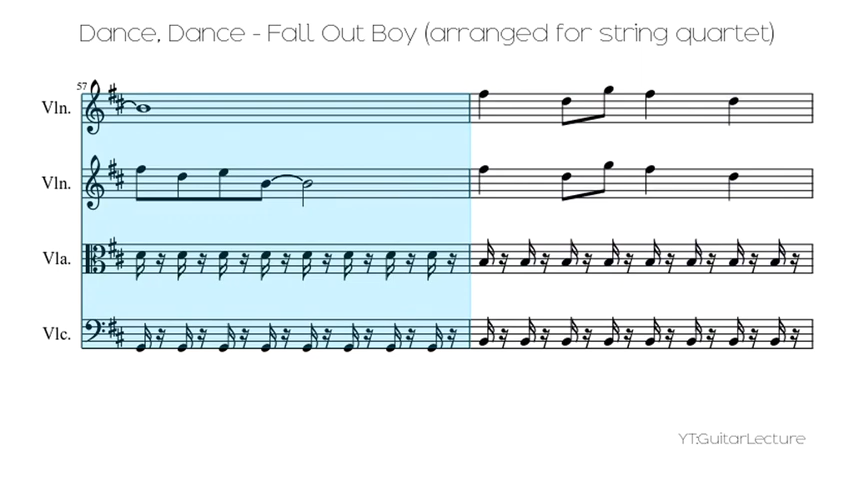 Dance, Dance - Fall Out Boy (arranged for string quartet)
57
Vln.
Vln.
Vla.
Vlc.
YT:GuitarLecture